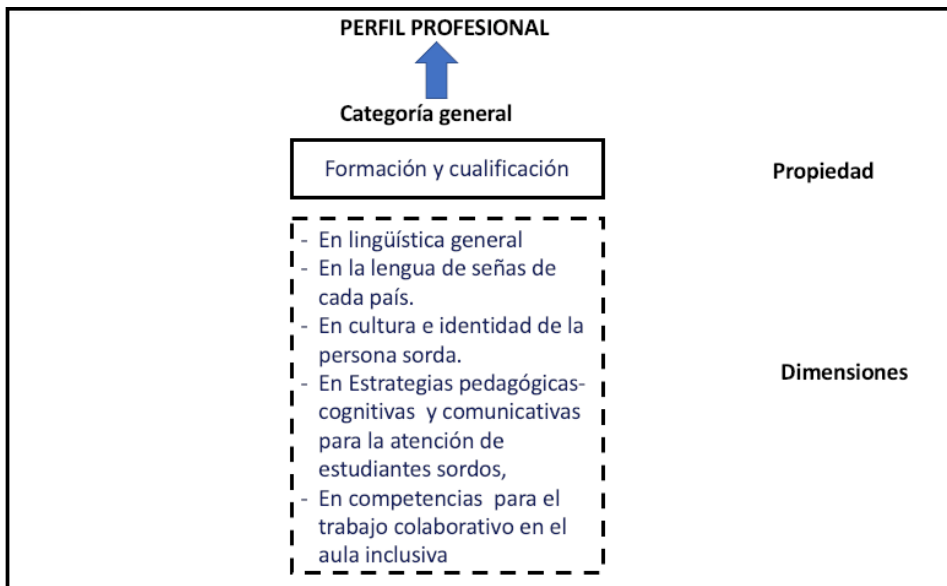 PERFIL PROFESIONAL
Categoría general
Formación y cualificación
Propiedad
- En lingüística general
- En la lengua de señas de
cada país.
- En cultura e identidad de la
persona sorda.
- En Estrategias pedagógicas-
cognitivas y comunicativas
para la atención de
estudiantes sordos,
- En competencias para el
trabajo colaborativo en el
aula inclusiva
Dimensiones